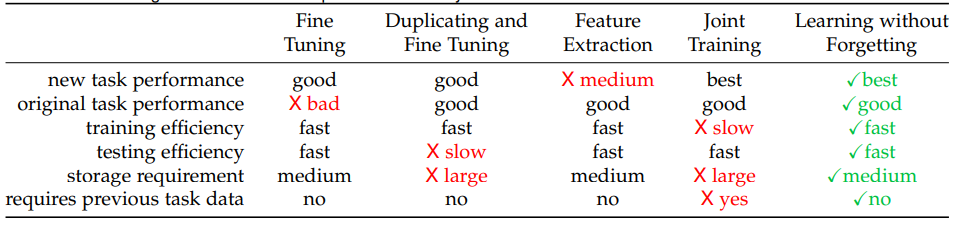 Fine Duplicating and Feature Joint Learning without
Tuning Fine Tuning Extraction Training Forgetting
new task performance good good X medium best ✓best
original task performance X bad good good good ✓good
training efficiency fast fast fast X slow ✓fast
testing efficiency fast X slow fast fast ✓fast
storage requirement medium X large medium X large ✓medium
requires previous task data no no no X yes ✓no